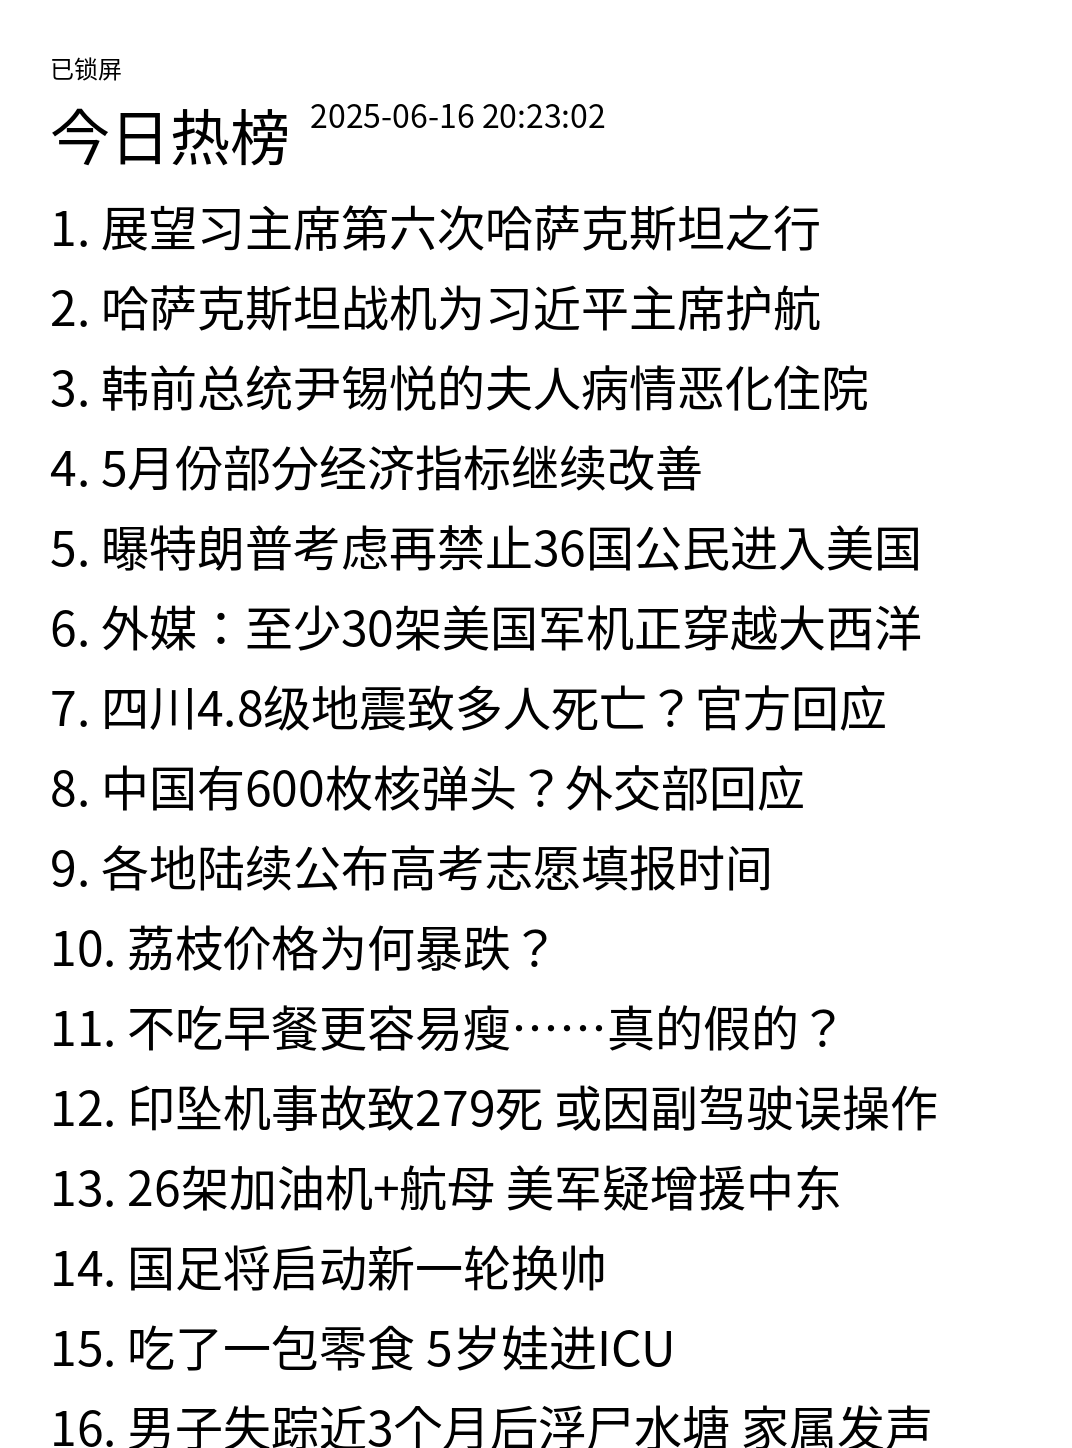 已锁屏
今日热榜 2025-06-16 20:23:02
1. 展望习主席第六次哈萨克斯坦之行
2. 哈萨克斯坦战机为习近平主席护航
3. 韩前总统尹锡悦的夫人病情恶化住院
4. 5月份部分经济指标继续改善
5. 曝特朗普考虑再禁止36国公民进入美国
6. 外媒：至少30架美国军机正穿越大西洋
7. 四川4.8级地震致多人死亡？官方回应
8. 中国有600枚核弹头？外交部回应
9. 各地陆续公布高考志愿填报时间
10. 荔枝价格为何暴跌？
11. 不吃早餐更容易瘦……真的假的？
12. 印坠机事故致279死 或因副驾驶误操作
13. 26架加油机+航母 美军疑增援中东
14. 国足将启动新一轮换帅
15. 吃了一包零食 5岁娃进ICU
16. 男子失踪近3个月后浮尸水塘 家属发声